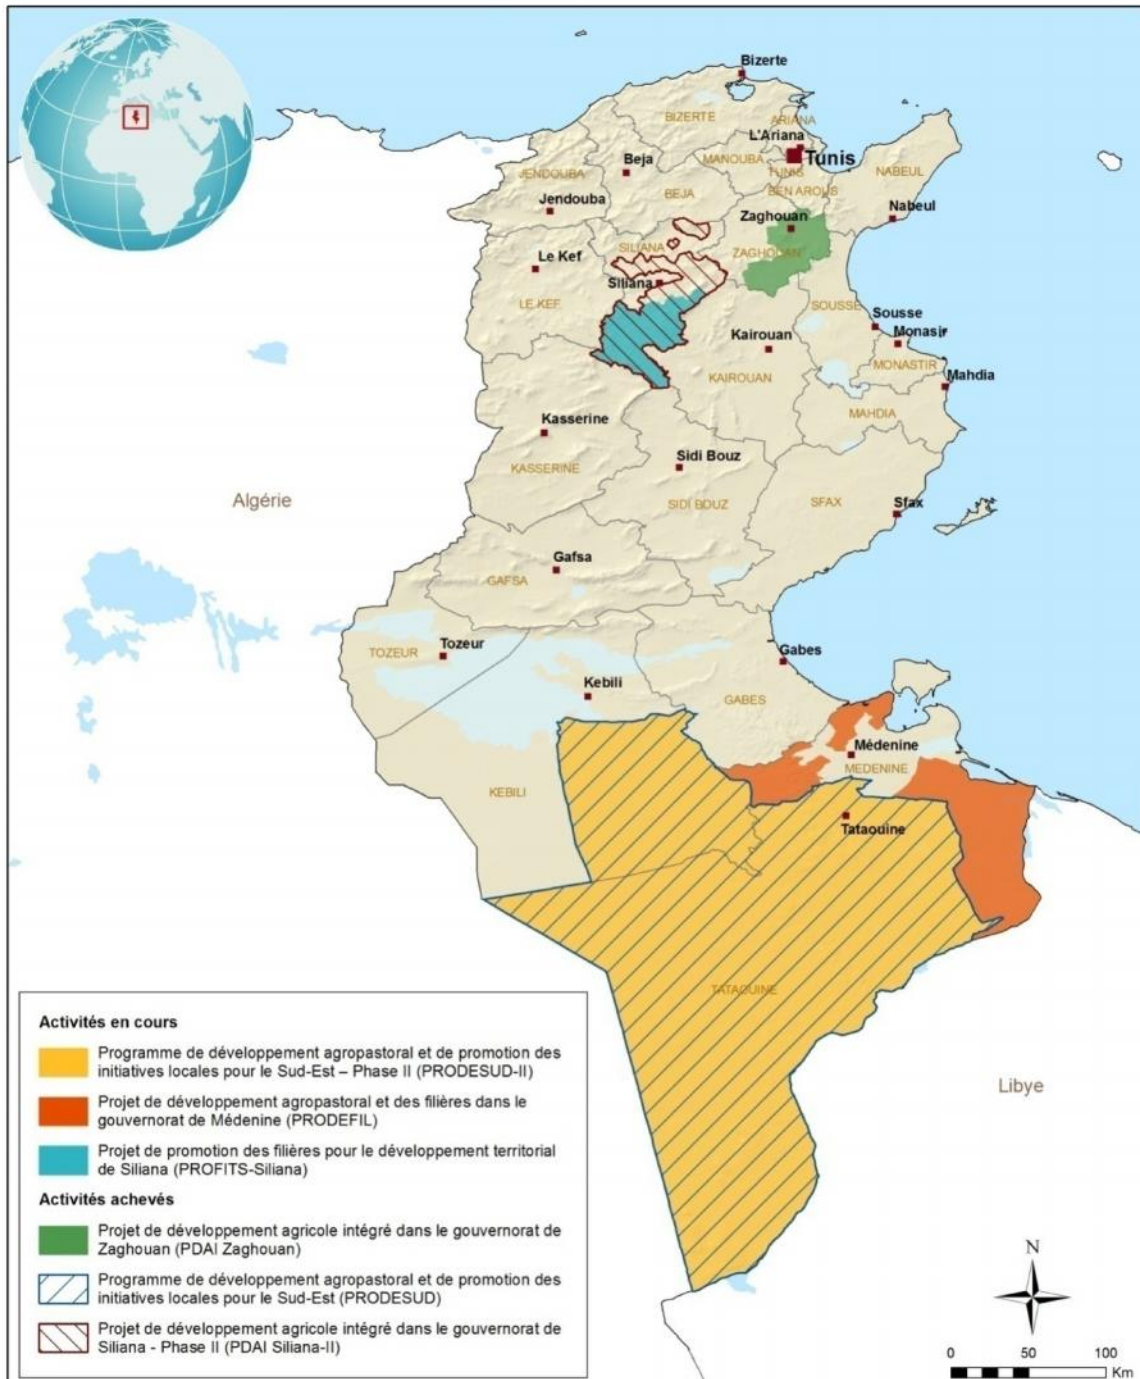 Bizerte
BIZERTE
ARIANA
L'Ariana
Tunis
MANOUBA
TUNIS
Beja
JENDOUBA
NABEUL
BEJA
BEN AROUS
Jendouba
Nabeul
Zaghouan
SILIANA
ZAGHOUAN
Le Kef
Siliana
LE KEF
SOUSSE
Sousse
Monasir
Kairouan
MONASTIR
KAIROUAN
Mahdia
MAHDIA
Kasserine
Sidi Bouz
KASSERINE
Algérie
SIDI BOUZ
SFAX
Sfax
Gafsa
GAFSA
Tozeur
TOZEUR
Gabes
Kebili
GABES
Médenine
MEDENINE
KEBILI
Tataouine
TATAOUINE
Libye
Activités en cours
Programme de développement agropastoral et de promotion des
initiatives locales pour le Sud-Est – Phase II (PRODESUD-II)
Projet de développement agropastoral et des filières dans le
gouvernorat de Médenine (PRODEFIL)
Projet de promotion des filières pour le développement territorial
de Siliana (PROFITS-Siliana)
Activités achevés
Projet de développement agricole intégré dans le gouvernorat de
Zaghouan (PDAI Zaghouan)
Programme de développement agropastoral et de promotion des
initiatives locales pour le Sud-Est (PRODESUD)
Projet de développement agricole intégré dans le gouvernorat de
Siliana - Phase II (PDAI Siliana-II)
N
0 50 100
Km